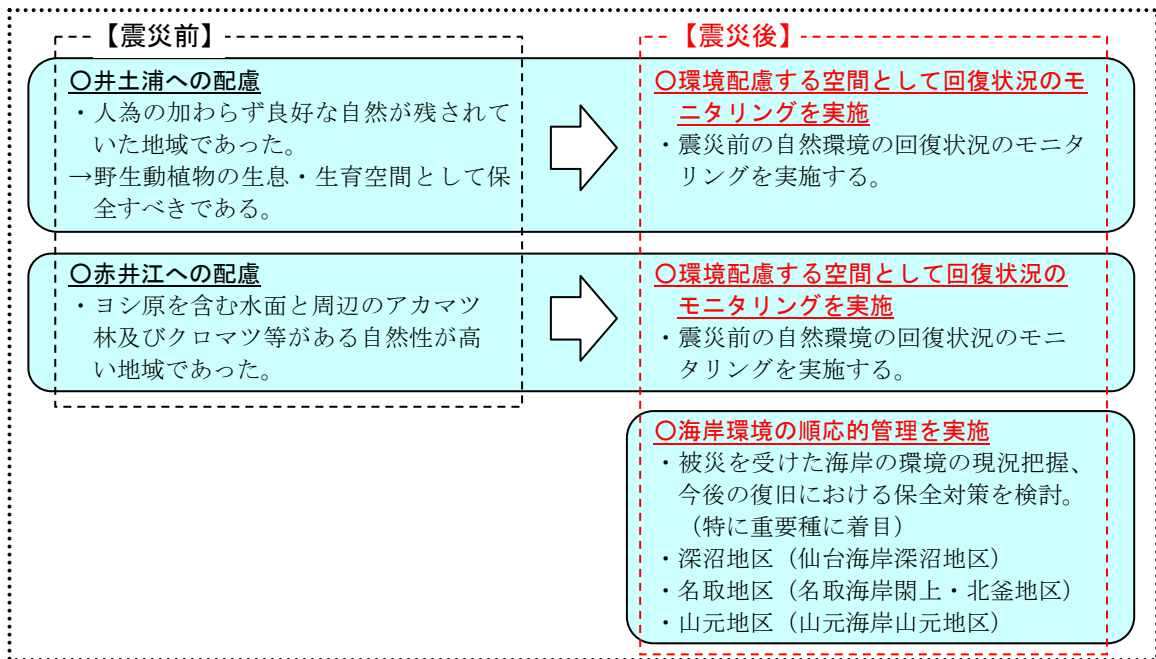 【震災前】
【震災後】
〇井土浦への配慮
・人為の加わらず良好な自然が残されて
いた地域であった。
→野生動植物の生息・生育空間として保
全すべきである。
〇環境配慮する空間として回復状況のモ
ニタリングを実施
・震災前の自然環境の回復状況のモニタ
リングを実施する。
〇赤井江への配慮
・ヨシ原を含む水面と周辺のアカマツ
林及びクロマツ等がある自然性が高
い地域であった。
〇環境配慮する空間として回復状況の
モニタリングを実施
・震災前の自然環境の回復状況のモニ
タリングを実施する。
〇海岸環境の順応的管理を実施
・被災を受けた海岸の環境の現況把握、
今後の復旧における保全対策を検討。
（特に重要種に着目）
・深沼地区（仙台海岸深沼地区）
・名取地区（名取海岸閖上・北釜地区）
・山元地区（山元海岸山元地区）